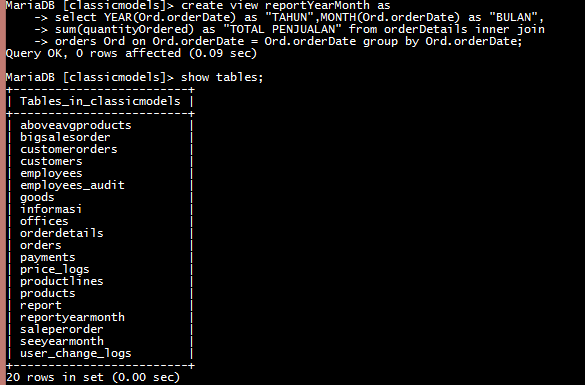 MariaDB [classicmodels]> create view reportYearMonth as
-> select YEAR(Ord.orderDate) as "TAHUN",MONTH(Ord.orderDate) as "BULAN",
-> sum(quantityOrdered) as "TOTAL PENJUALAN" from orderDetails inner join
-> orders Ord on Ord.orderDate = Ord.orderDate group by Ord.orderDate;
Query OK, 0 rows affected (0.09 sec)
MariaDB [classicmodels]> show tables;
+-------------------------+
| Tables_in_classicmodels |
+-------------------------+
| aboveavgproducts        |
| bigsalesorder           |
| customerorders          |
| customers               |
| employees               |
| employees_audit         |
| goods                   |
| informasi               |
| offices                 |
| orderdetails            |
| orders                  |
| payments                |
| price_logs              |
| productlines            |
| products                |
| report                  |
| reportyearmonth         |
| saleperorder            |
| seeyearmonth            |
| user_change_logs        |
+-------------------------+
20 rows in set (0.00 sec)